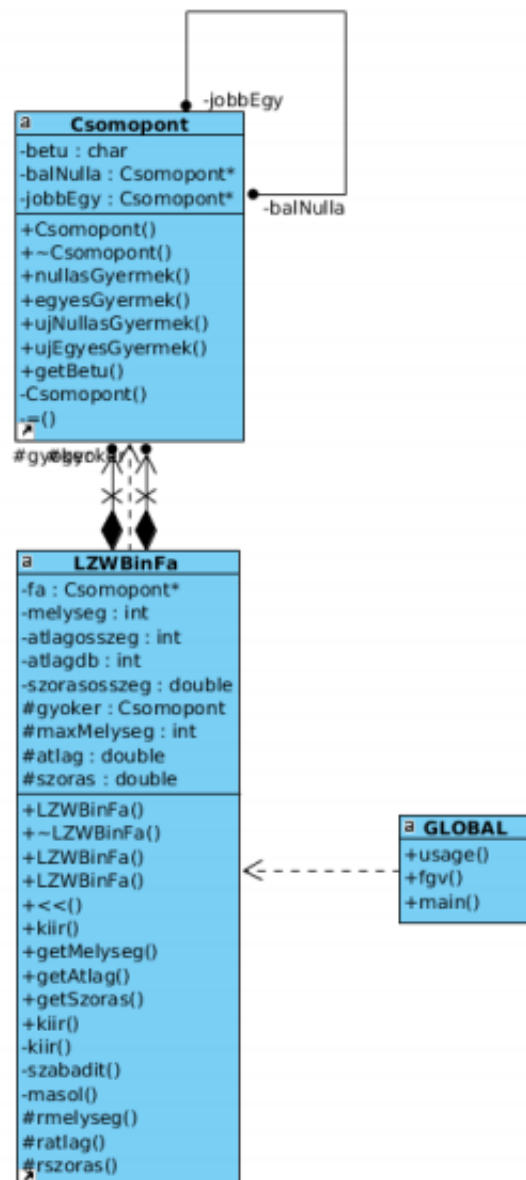 -jobbEgy
a Csomopont
-betu : char
-balNulla : Csomopont*
-jobbEgy : Csomopont*
-balNulla
+Csomopont()
+~Csomopont()
+nullasGyermek()
+egyesGyermek()
+ujNullasGyermek()
+ujEgyesGyermek()
+getBetu()
-Csomopont()
-=()
a LZWBinFa
-fa : Csomopont*
-melyseg : int
-atlagosszeg : int
-atlagdb : int
-szorasosszeg : double
#gyoker : Csomopont
#maxMelyseg : int
#atlag : double
#szoras : double
+LZWBinFa()
+~LZWBinFa()
+LZWBinFa()
+LZWBinFa()
+<<()
+kiir()
+getMelyseg()
+getAtlag()
+getSzoras()
+kiir()
-kiir()
-szabadit()
-masol()
#rmelyseg()
#ratlag()
#rszoras()
a GLOBAL
+usage()
+fgv()
+main()